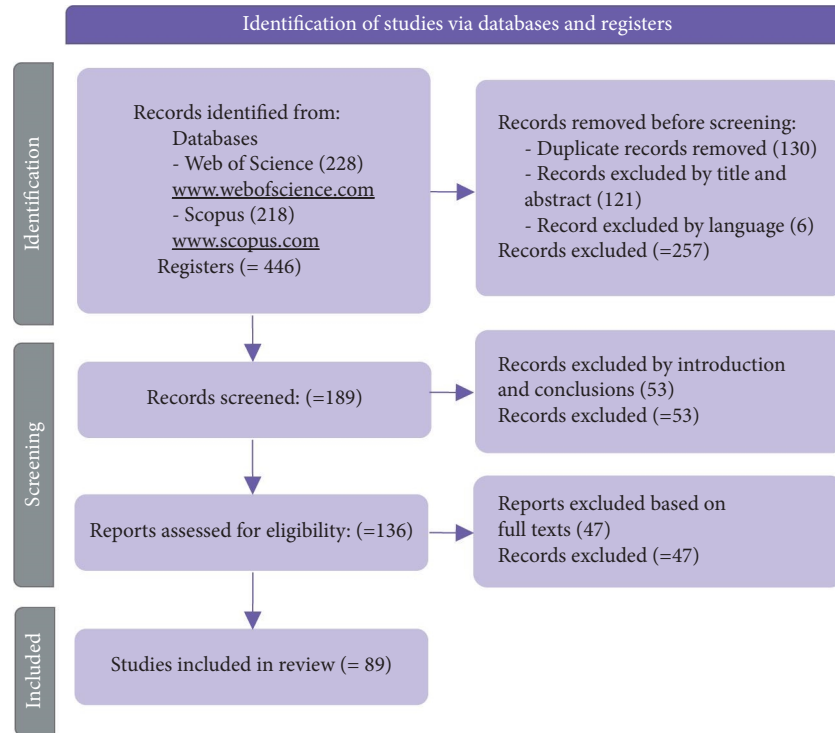 Identification of studies via databases and registers
Identification
Records identified from:
Databases
- Web of Science (228)
www.webofscience.com
- Scopus (218)
www.scopus.com
Registers (= 446)
Records removed before screening:
- Duplicate records removed (130)
- Records excluded by title and
abstract (121)
- Record excluded by language (6)
Records excluded (=257)
Screening
Records screened: (=189)
Records excluded by introduction
and conclusions (53)
Records excluded (=53)
Reports assessed for eligibility: (=136)
Reports excluded based on
full texts (47)
Records excluded (=47)
Included
Studies included in review (= 89)